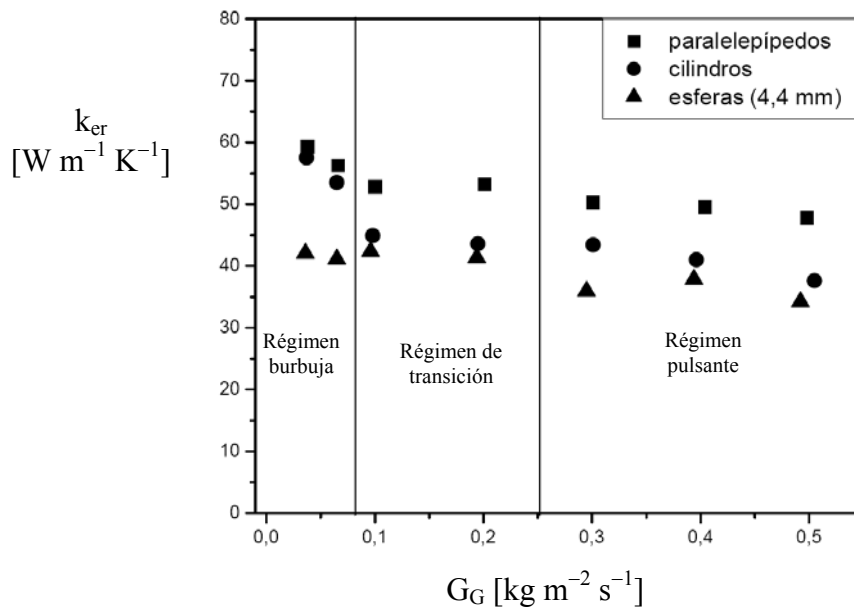 80
70
60
50
40
30
20
10
0
k_er
[W m⁻¹ K⁻¹]
paralelepípedos
cilindros
esferas (4,4 mm)
Régimen
burbuja
Régimen de
transición
Régimen
pulsante
0,0 0,1 0,2 0,3 0,4 0,5
G_G [kg m⁻² s⁻¹]